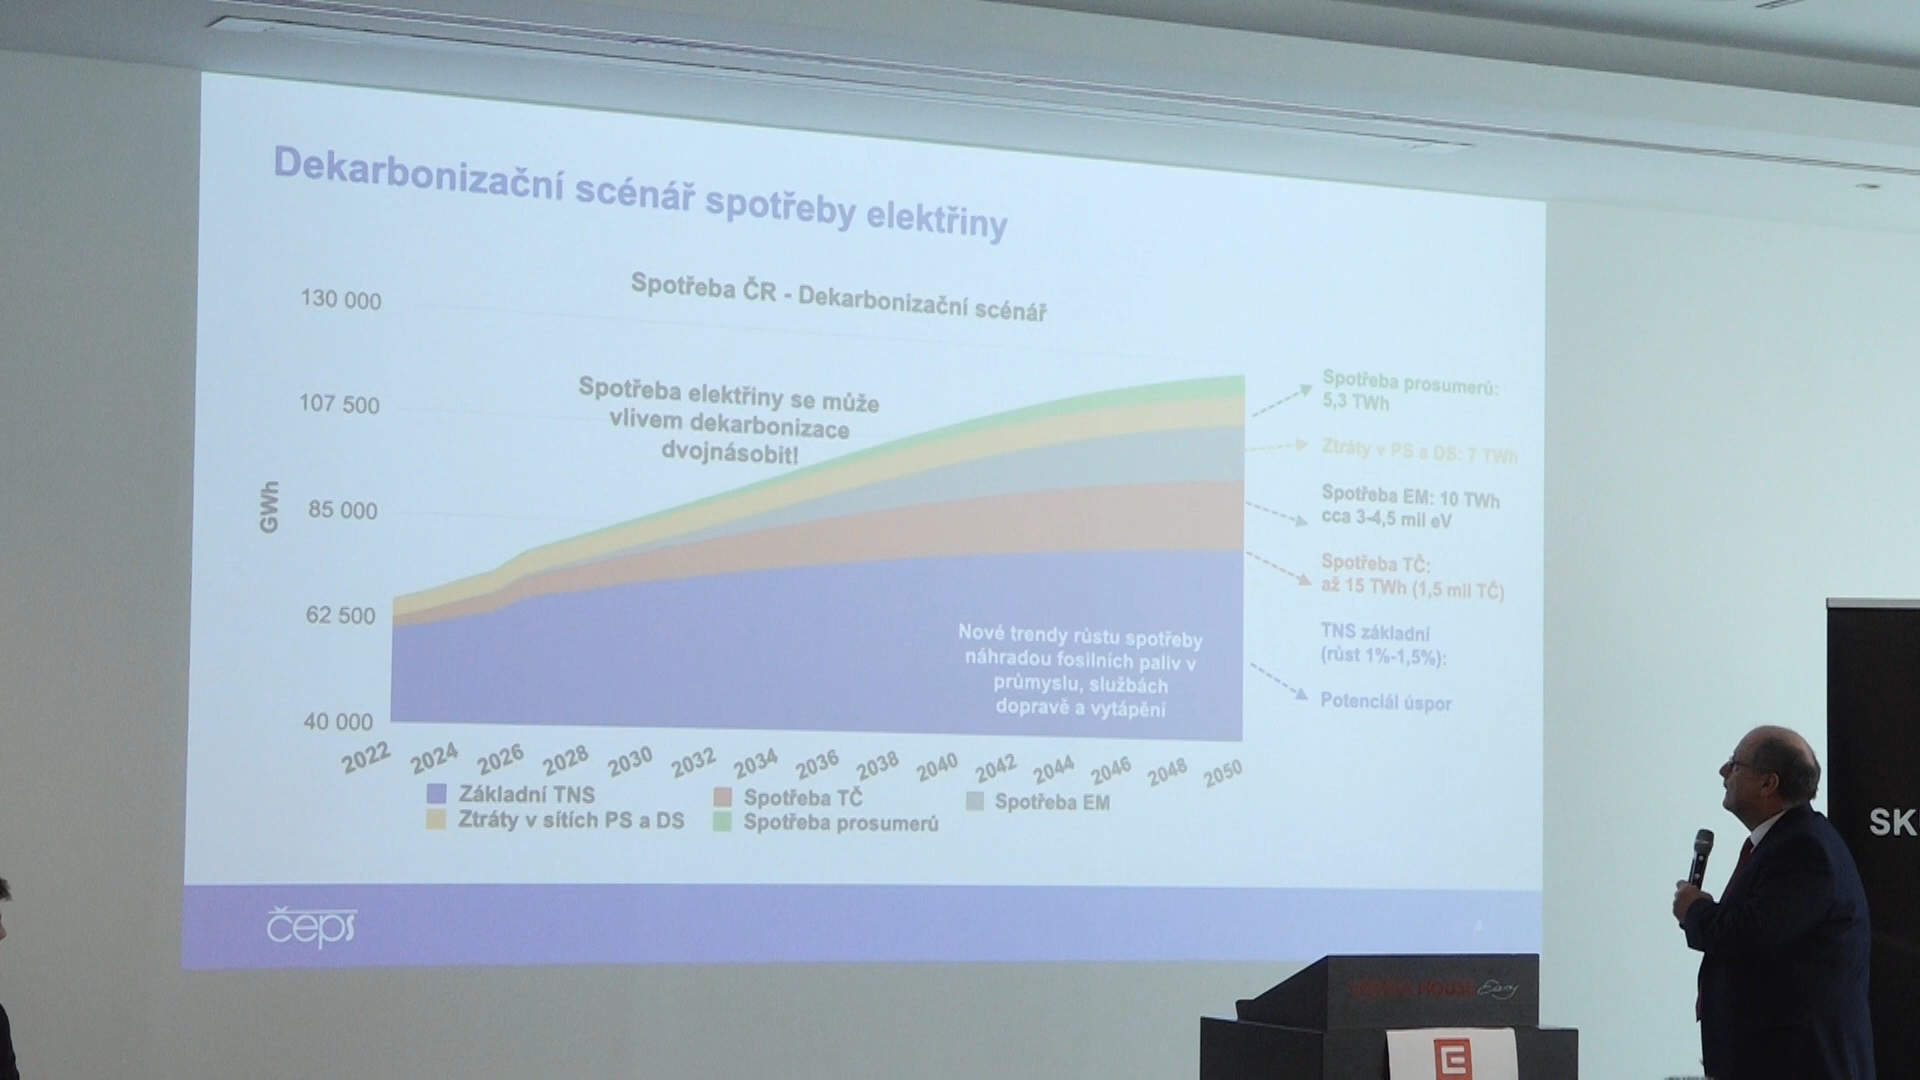 Dekarbonizační scénář spotřeby elektřiny
Spotřeba ČR - Dekarbonizační scénář
130 000
107 500
85 000
62 500
40 000
GWh
Spotřeba elektřiny se může
vlivem dekarbonizace
dvojnásobit!
Nové trendy růstu spotřeby
náhradou fosilních paliv v
průmyslu, službách
dopravě a vytápění
Spotřeba prosumerů:
5,3 TWh
Ztráty v PS a DS: 7 TWh
Spotřeba EM: 10 TWh
cca 3-4,5 mil eV
Spotřeba TČ:
až 15 TWh (1,5 mil TČ)
TNS základní
(růst 1%-1,5%):
Potenciál úspor
2022 2024 2026 2028 2030 2032 2034 2036 2038 2040 2042 2044 2046 2048 2050
Základní TNS Spotřeba TČ Spotřeba EM
Ztráty v sítích PS a DS Spotřeba prosumerů
čeps
4
SK
HOUSE Easy